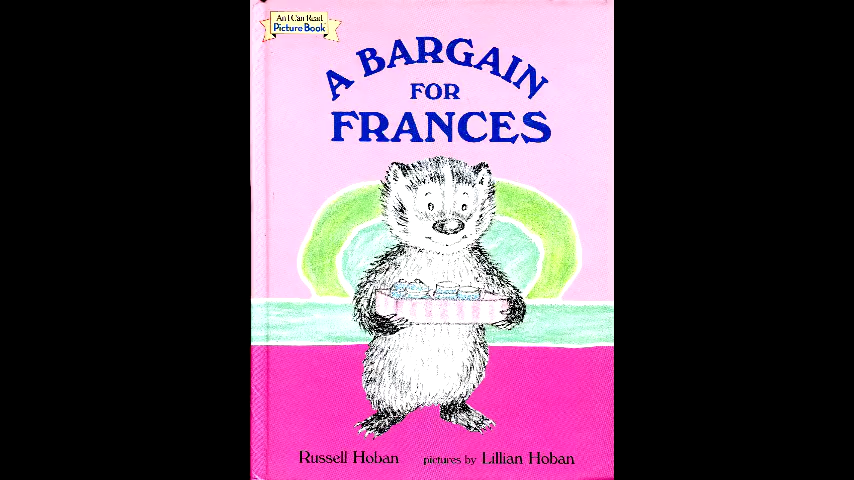 An I Can Read
Picture Book
A BARGAIN
FOR
FRANCES
Russell Hoban pictures by Lillian Hoban